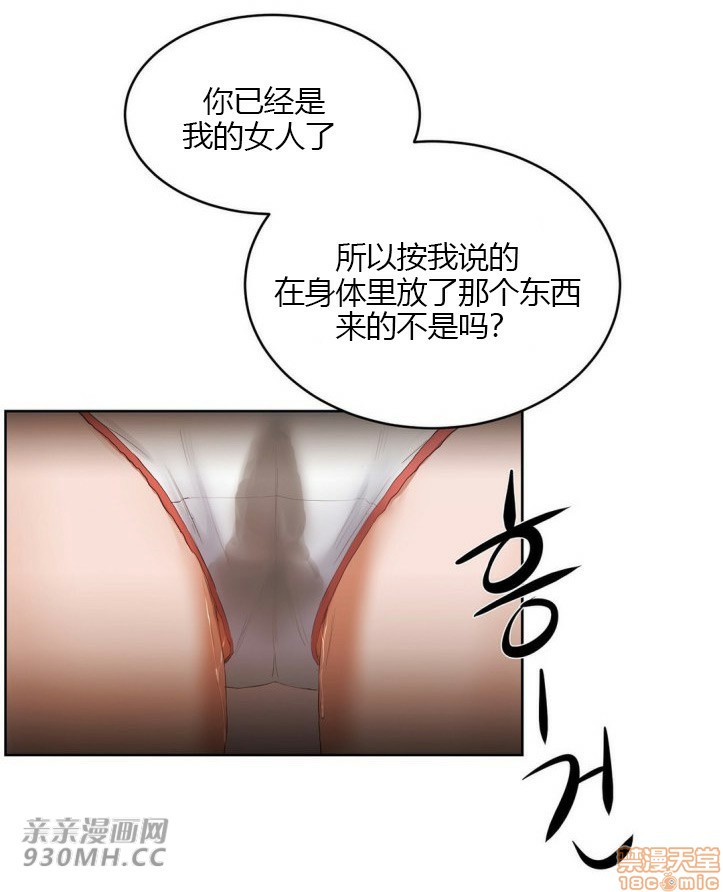 你已经是
我的女人了
所以按我说的
在身体里放了那个东西
来的不是吗?
흥
건
亲亲漫画网
930MH.CC
禁漫天堂
18comic